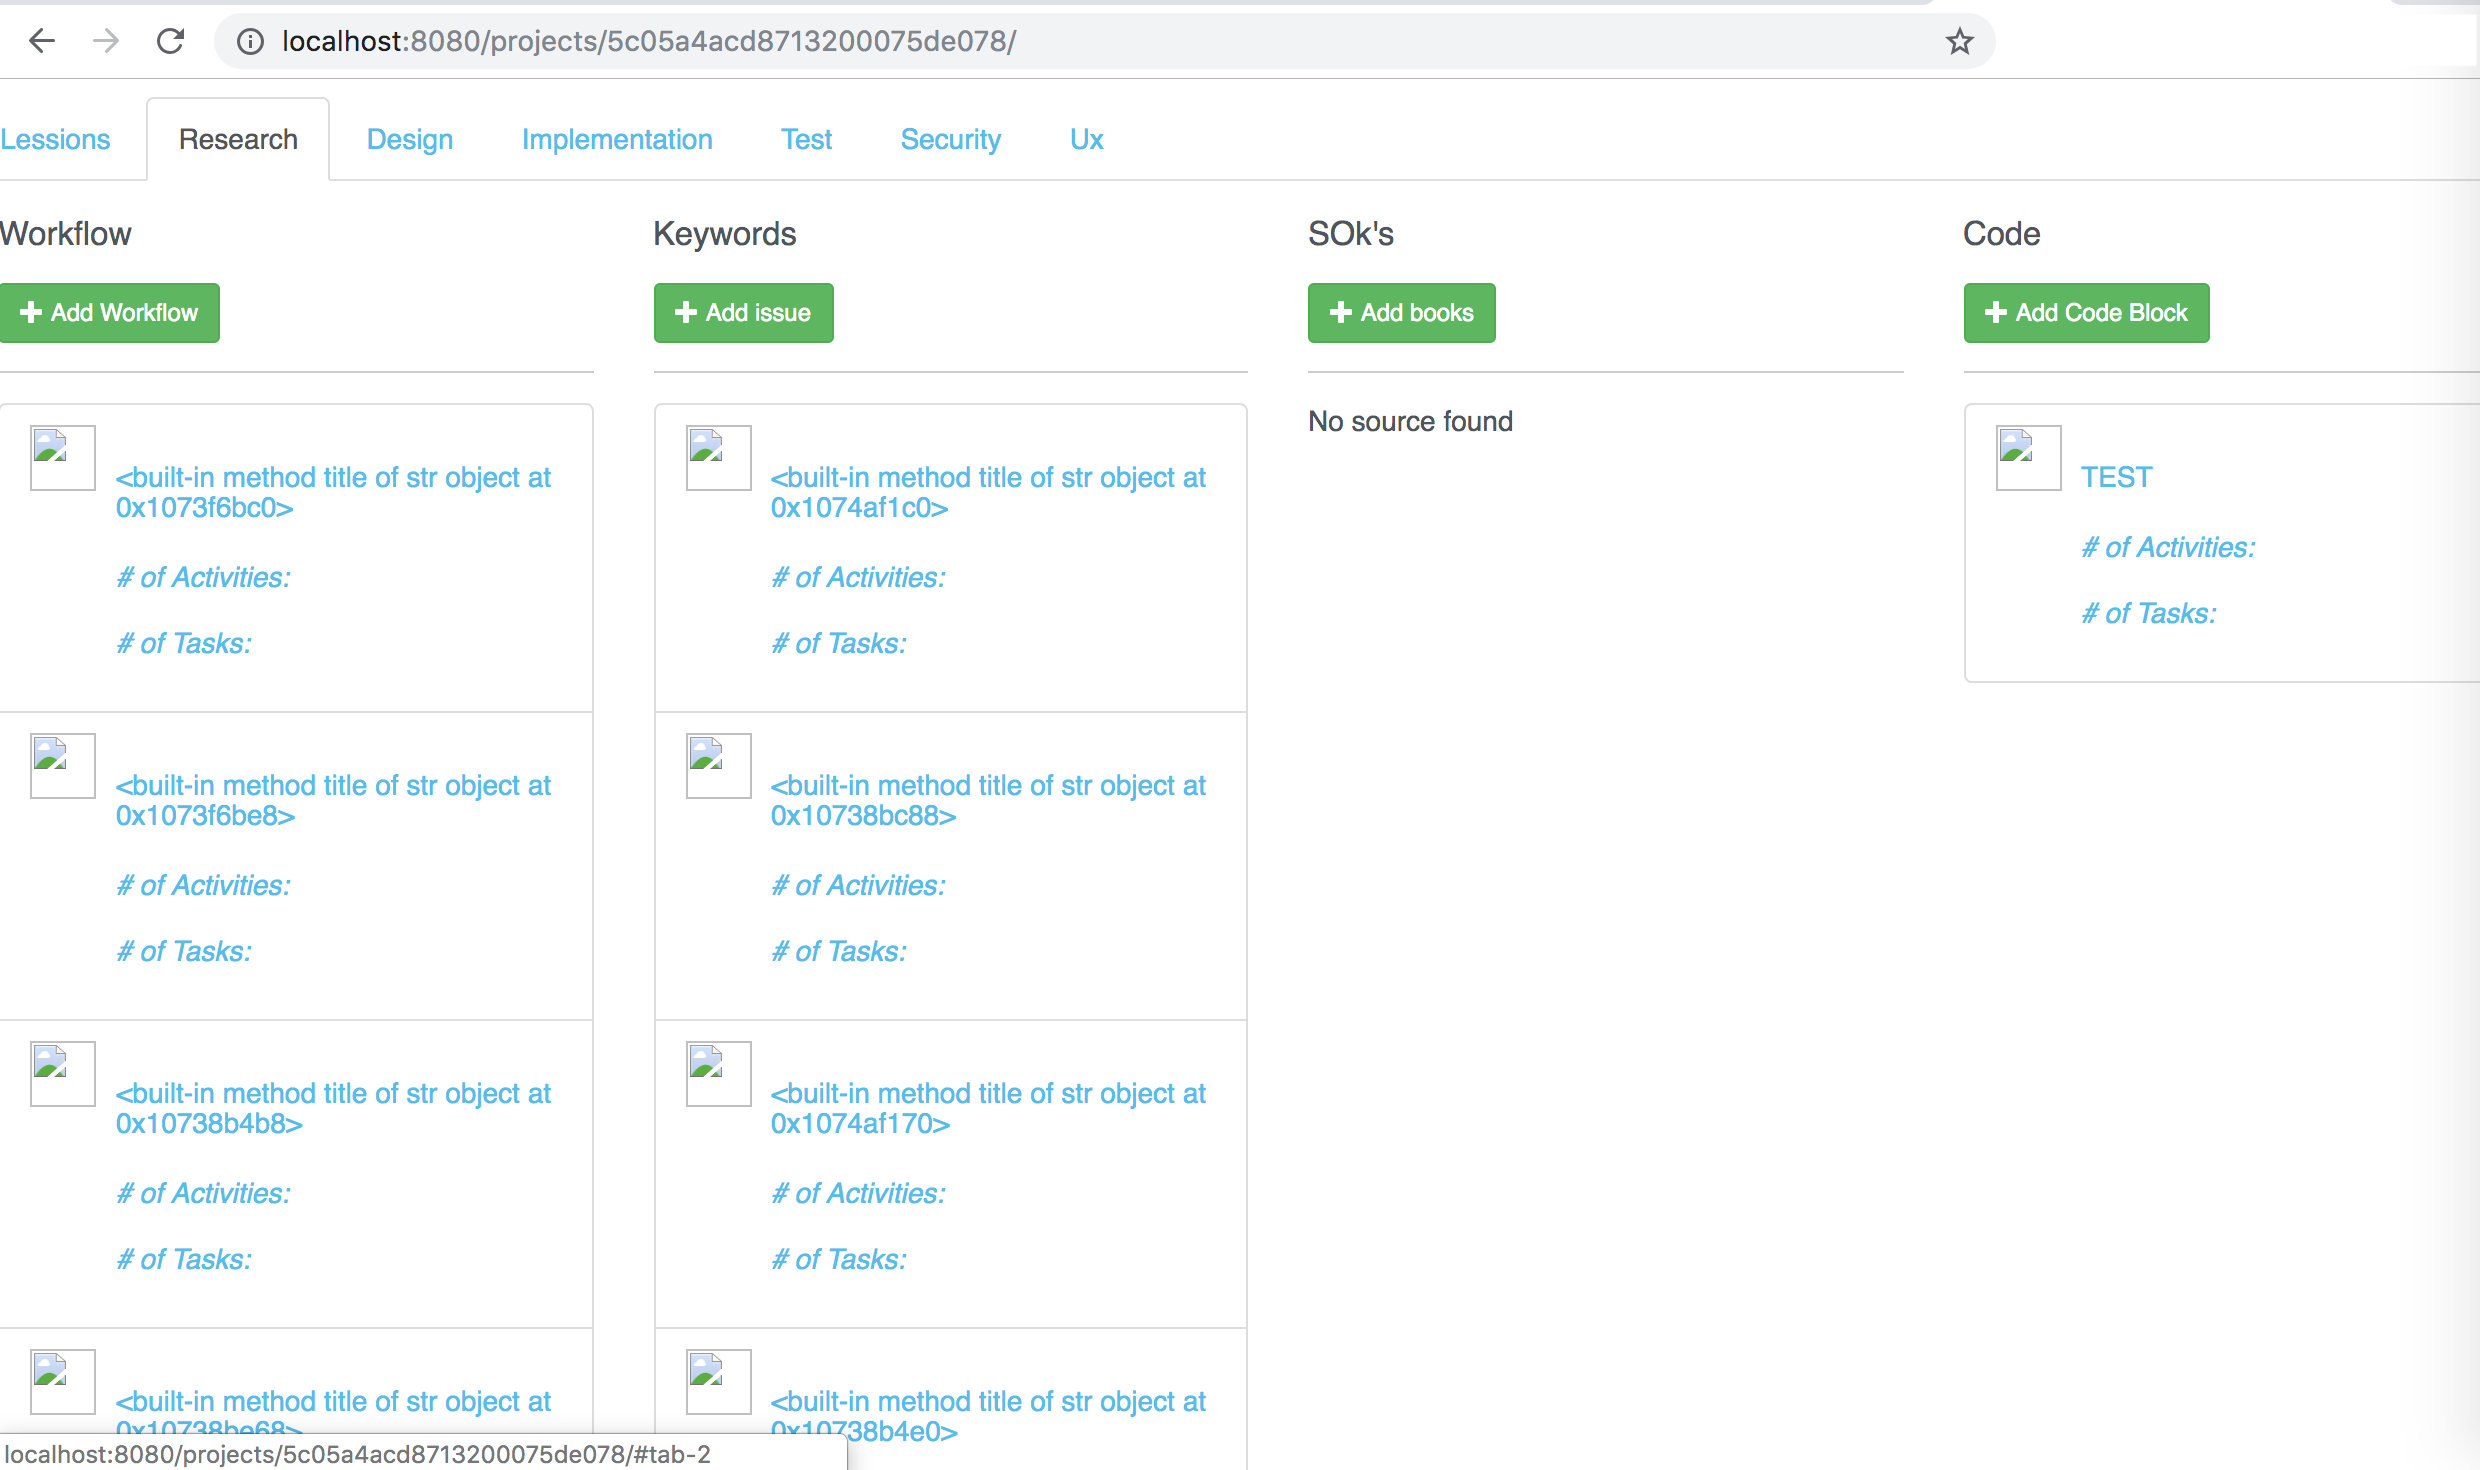 localhost:8080/projects/5c05a4acd8713200075de078/
Lessions Research Design Implementation Test Security Ux
Workflow
Add Workflow
<built-in method title of str object at
0x1073f6bc0>
# of Activities:
# of Tasks:
<built-in method title of str object at
0x1073f6be8>
# of Activities:
# of Tasks:
<built-in method title of str object at
0x10738b4b8>
# of Activities:
# of Tasks:
<built-in method title of str object at
0x10738be68>
Keywords
Add issue
<built-in method title of str object at
0x1074af1c0>
# of Activities:
# of Tasks:
<built-in method title of str object at
0x10738bc88>
# of Activities:
# of Tasks:
<built-in method title of str object at
0x1074af170>
# of Activities:
# of Tasks:
<built-in method title of str object at
0x10738b4e0>
SOk's
Add books
No source found
Code
Add Code Block
TEST
# of Activities:
# of Tasks:
localhost:8080/projects/5c05a4acd8713200075de078/#tab-2